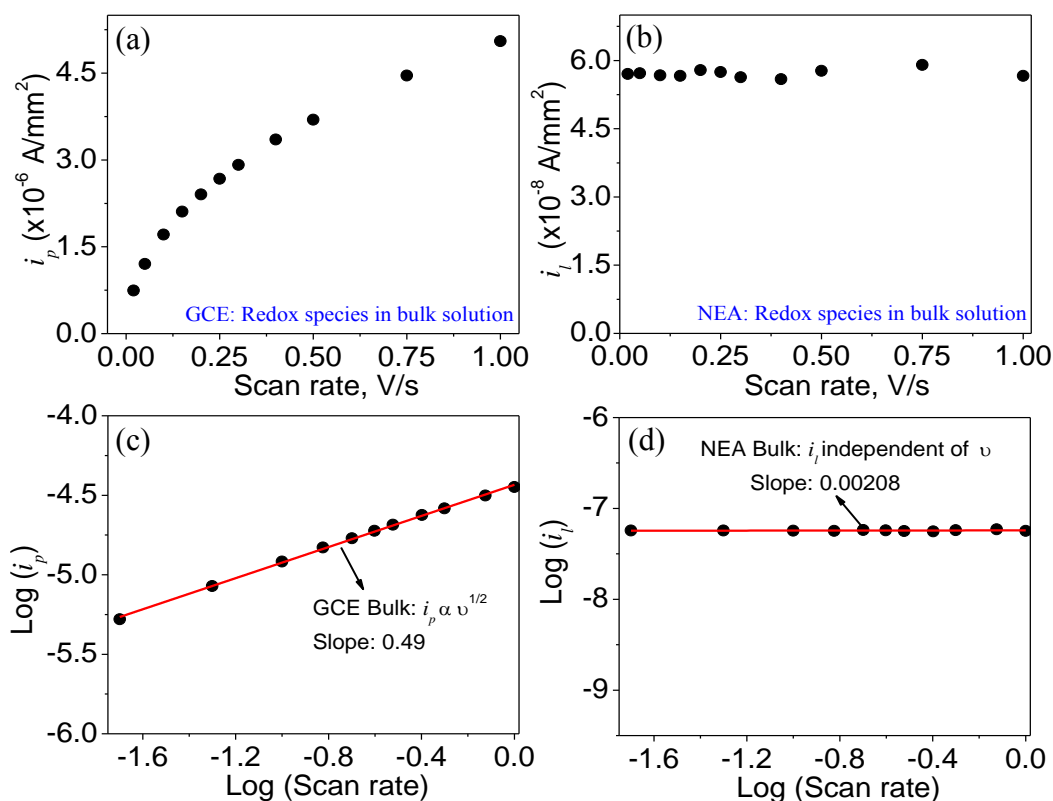 (a)
4.5
3.0
1.5
0.0
i_p (x10^-6 A/mm^2)
GCE: Redox species in bulk solution
0.00 0.25 0.50 0.75 1.00
Scan rate, V/s
(b)
6.0
4.5
3.0
1.5
0.0
i_l (x10^-8 A/mm^2)
NEA: Redox species in bulk solution
0.00 0.25 0.50 0.75 1.00
Scan rate, V/s
(c)
-4.0
-4.5
-5.0
-5.5
-6.0
Log (i_p)
GCE Bulk: i_p α υ^1/2
Slope: 0.49
-1.6 -1.2 -0.8 -0.4 0.0
Log (Scan rate)
(d)
-6
-7
-8
-9
Log (i_l)
NEA Bulk: i_l independent of υ
Slope: 0.00208
-1.6 -1.2 -0.8 -0.4 0.0
Log (Scan rate)